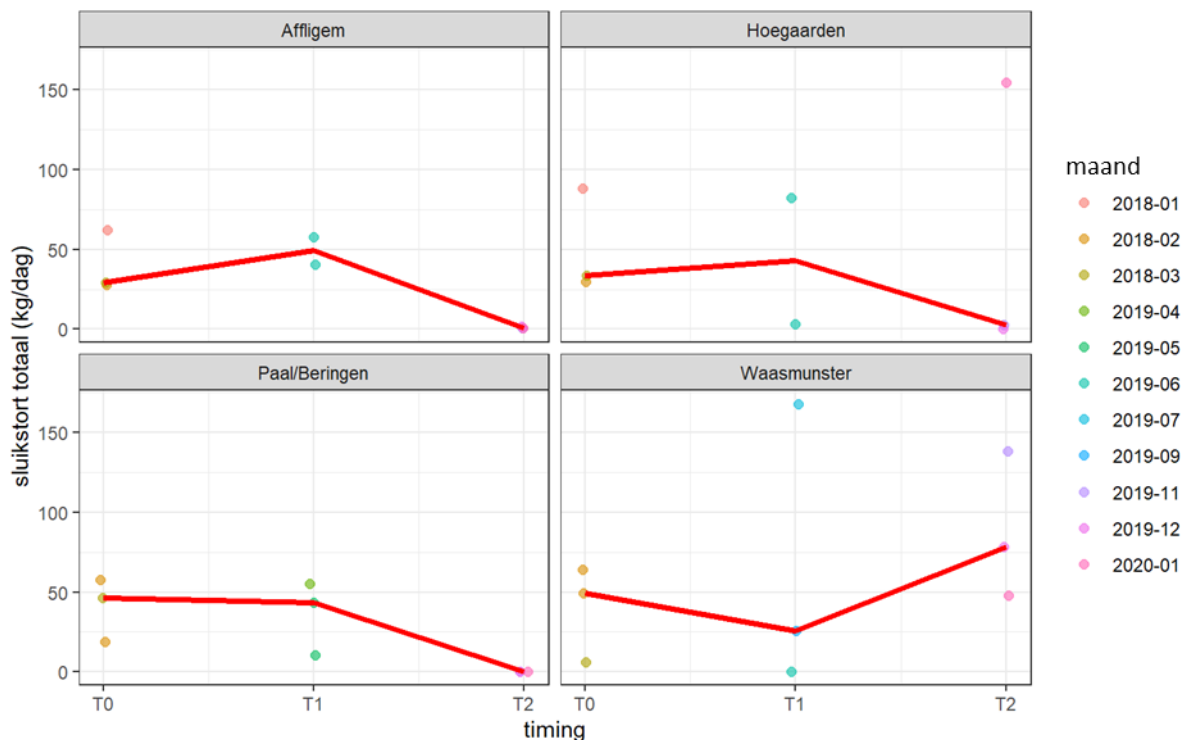 Affligem
Hoegaarden
150
100
50
0
Paal/Beringen
Waasmunster
150
100
50
0
T0
T1
T2
T0
T1
T2
timing
sluikstort totaal (kg/dag)
maand
2018-01
2018-02
2018-03
2019-04
2019-05
2019-06
2019-07
2019-09
2019-11
2019-12
2020-01